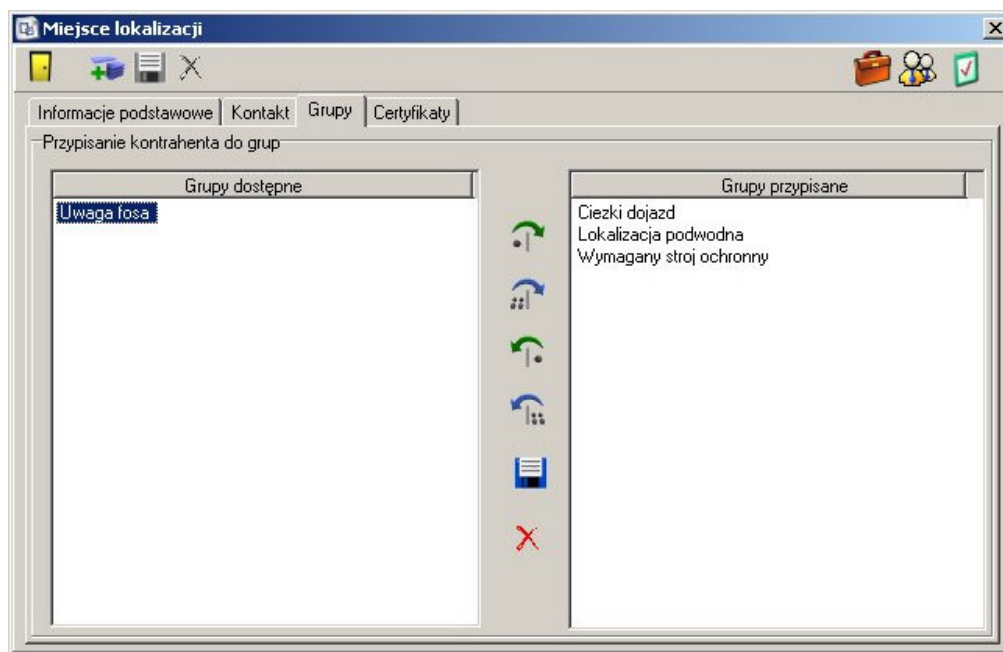 Miejsce lokalizacji
Informacje podstawowe Kontakt Grupy Certyfikaty
Przypisanie kontrahenta do grup
Grupy dostępne
Uwaga fosa
Grupy przypisane
Ciezki dojazd
Lokalizacja podwodna
Wymagany stroj ochronny